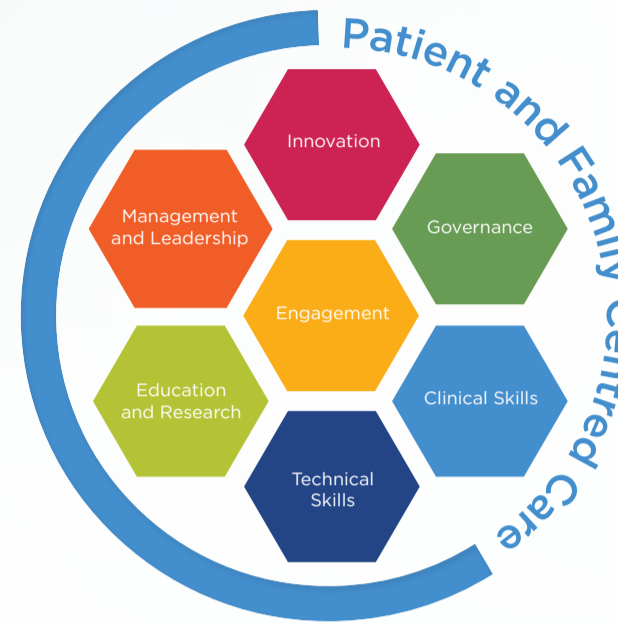 Patient and Family Centred Care
Innovation
Management
and Leadership
Governance
Engagement
Education
and Research
Clinical Skills
Technical
Skills